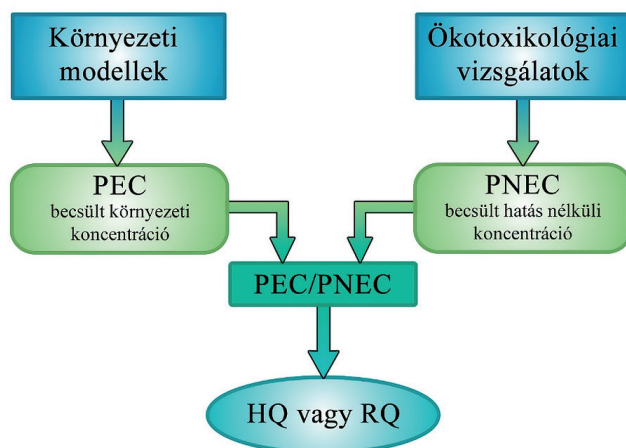 Környezeti
modellek
Ökotoxikológiai
vizsgálatok
PEC
becsült környezeti
koncentráció
PNEC
becsült hatás nélküli
koncentráció
PEC/PNEC
HQ vagy RQ